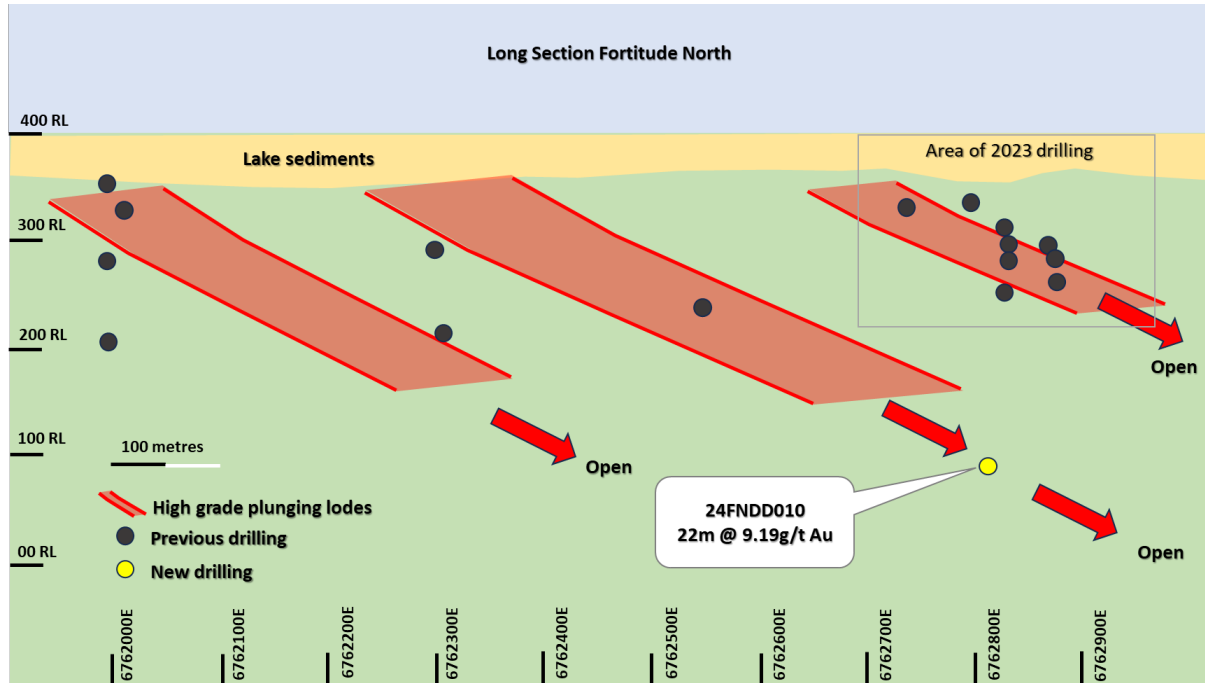 Long Section Fortitude North
400 RL
Lake sediments
Area of 2023 drilling
300 RL
200 RL
Open
100 RL
100 metres
Open
24FNDD010
22m @ 9.19g/t Au
High grade plunging lodes
Previous drilling
Open
00 RL
New drilling
6762000E
6762100E
6762200E
6762300E
6762400E
6762500E
6762600E
6762700E
6762800E
6762900E